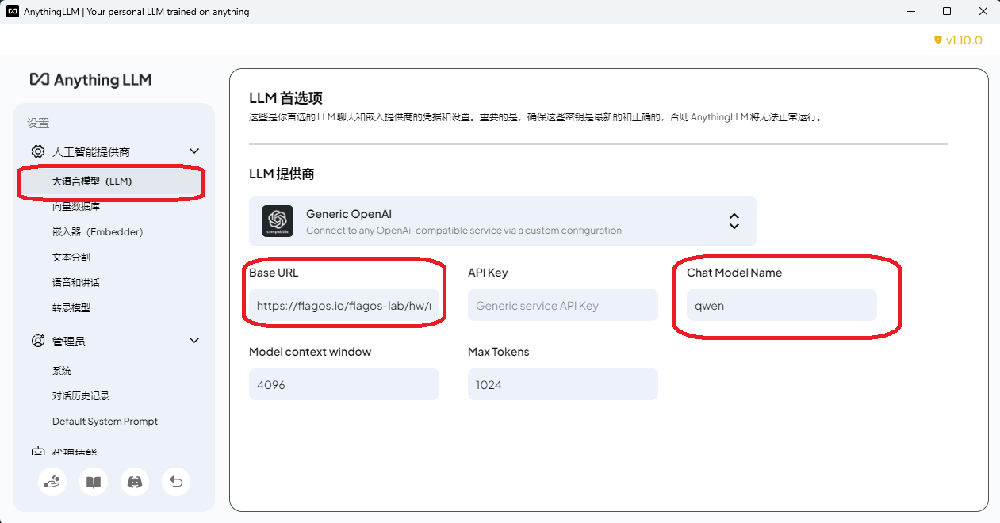 AnythingLLM | Your personal LLM trained on anything
v1.10.0
Anything LLM
设置
人工智能提供商
大语言模型（LLM）
向量数据库
嵌入器（Embedder）
文本分割
语音和讲话
转录模型
管理员
系统
对话历史记录
Default System Prompt
代理技能
LLM 首选项
这些是你首选的 LLM 聊天和嵌入提供商的凭据和设置。重要的是，确保这些密钥是最新的和正确的，否则 AnythingLLM 将无法正常运行。
LLM 提供商
Generic OpenAI
Connect to any OpenAi-compatible service via a custom configuration
compatible
Base URL
API Key
Chat Model Name
https://flagos.io/flagos-lab/hw/r
Generic service API Key
qwen
Model context window
Max Tokens
4096
1024